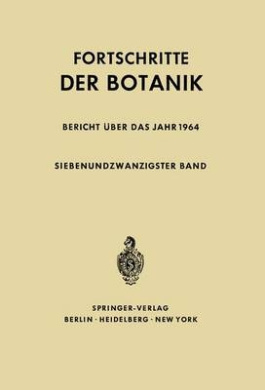 FORTSCHRITTE
DER BOTANIK
BERICHT ÜBER DAS JAHR 1964
SIEBENUNDZWANZIGSTER BAND
SPRINGER-VERLAG
BERLIN · HEIDELBERG · NEW YORK